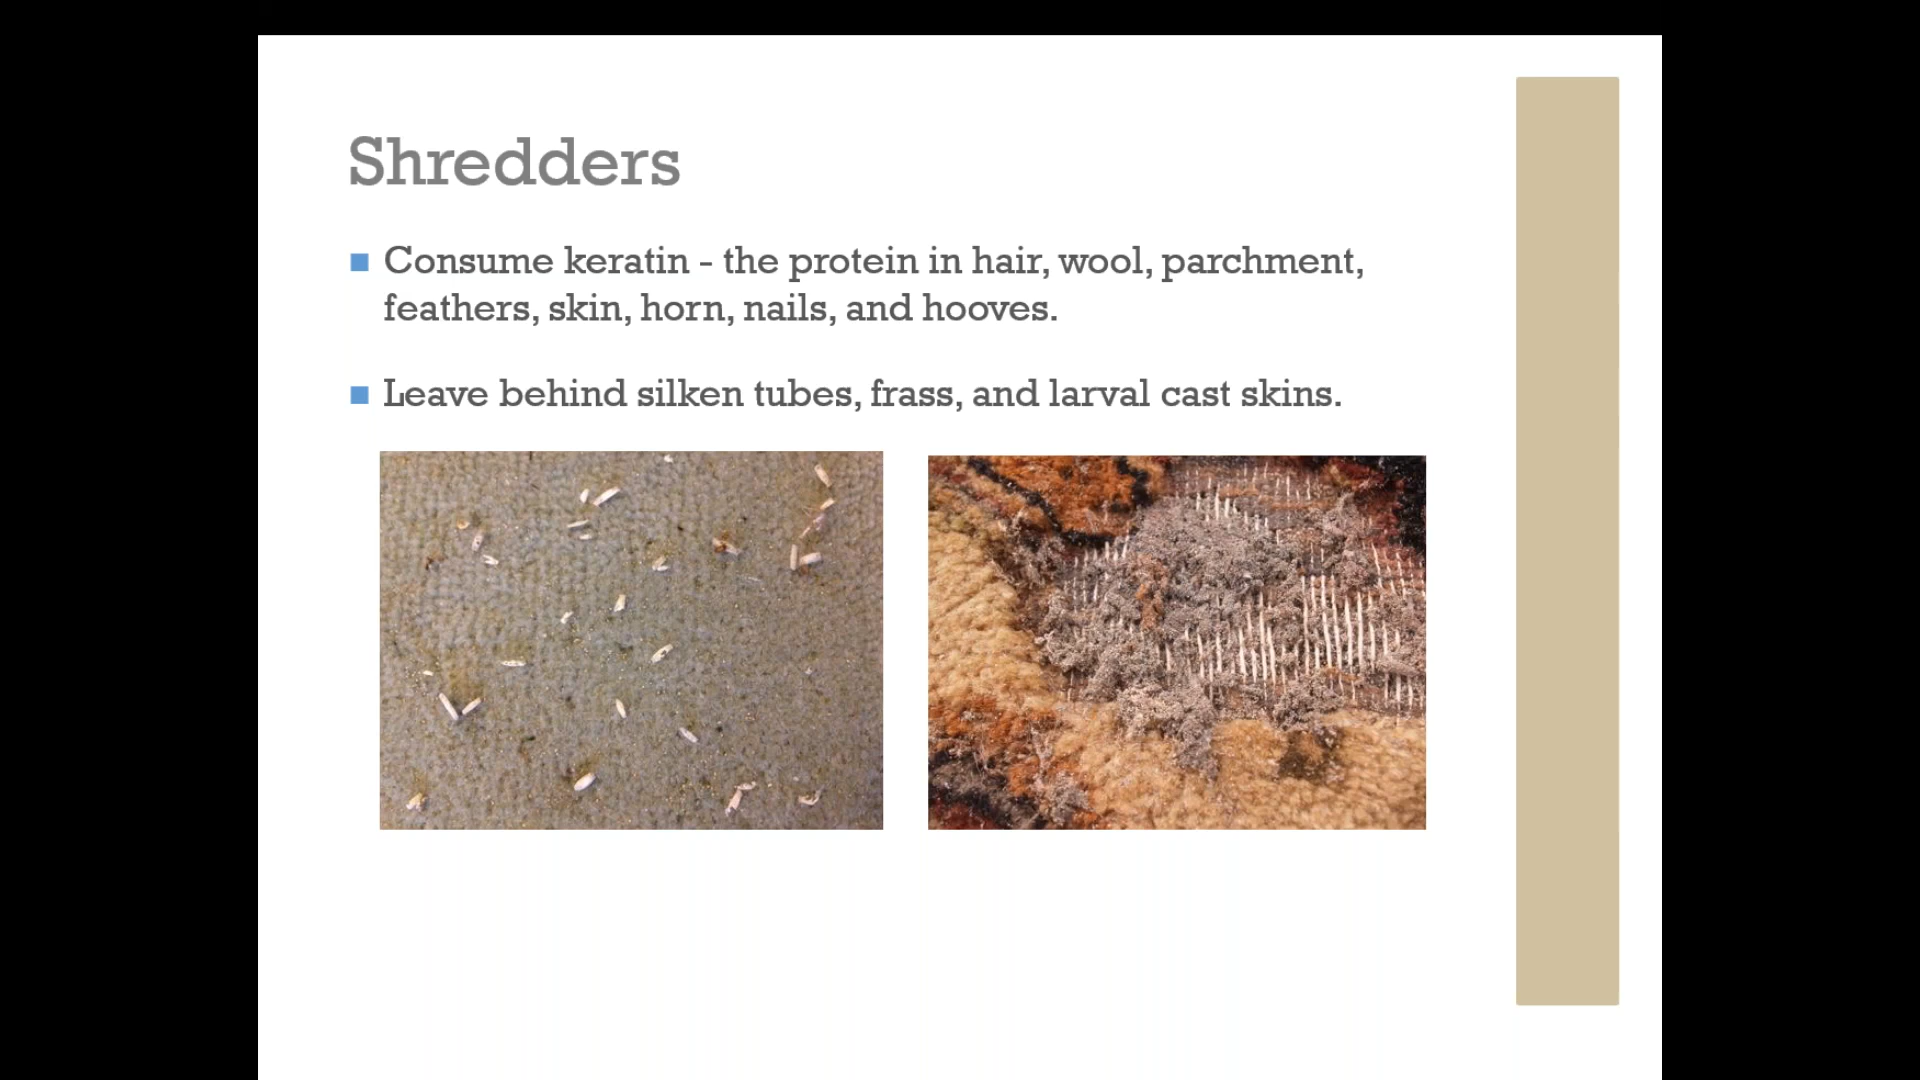 Shredders
Consume keratin - the protein in hair, wool, parchment,
feathers, skin, horn, nails, and hooves.
Leave behind silken tubes, frass, and larval cast skins.